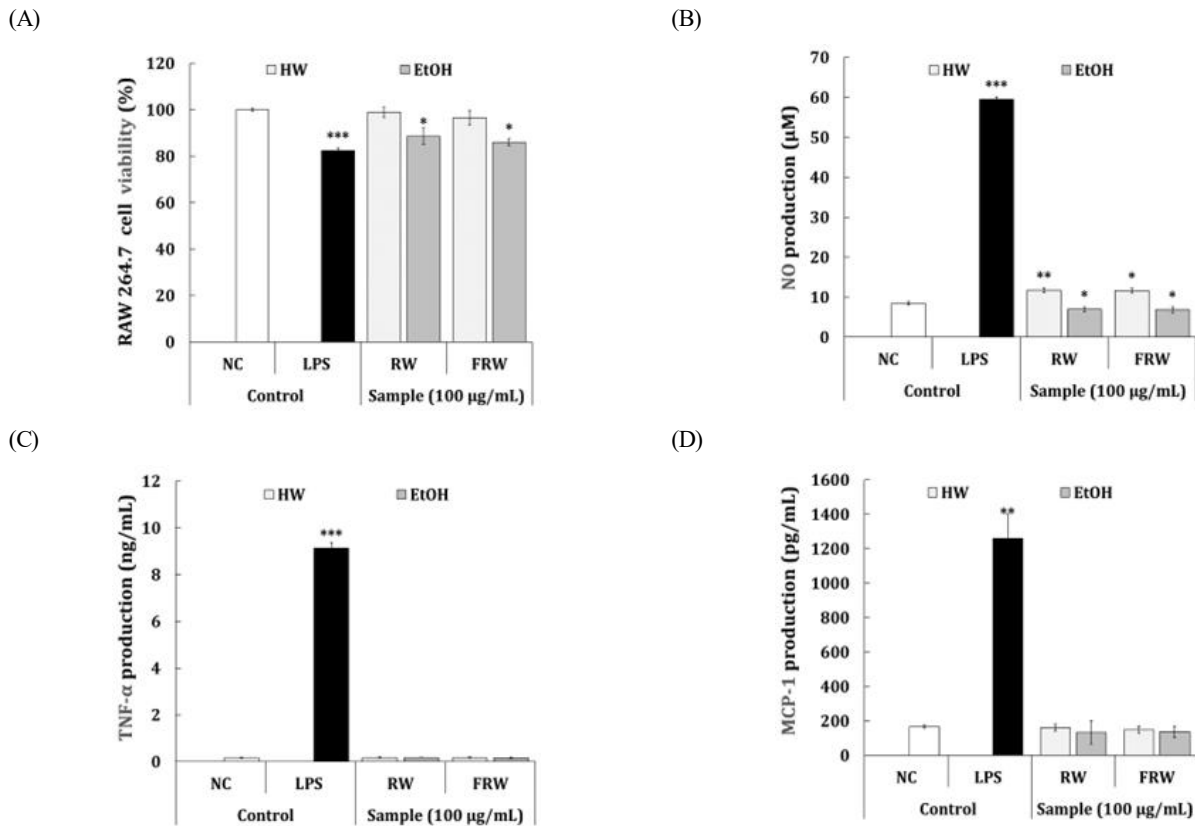 (A)
RAW 264.7 cell viability (%)
HW EtOH
120
100
80
60
40
20
0
***
*
*
NC LPS RW FRW
Control Sample (100 μg/mL)
(B)
NO production (μM)
HW EtOH
70
60
50
40
30
20
10
0
***
**
*
*
*
NC LPS RW FRW
Control Sample (100 μg/mL)
(C)
TNF-α production (ng/mL)
HW EtOH
12
10
8
6
4
2
0
***
NC LPS RW FRW
Control Sample (100 μg/mL)
(D)
MCP-1 production (pg/mL)
HW EtOH
1600
1400
1200
1000
800
600
400
200
0
**
NC LPS RW FRW
Control Sample (100 μg/mL)